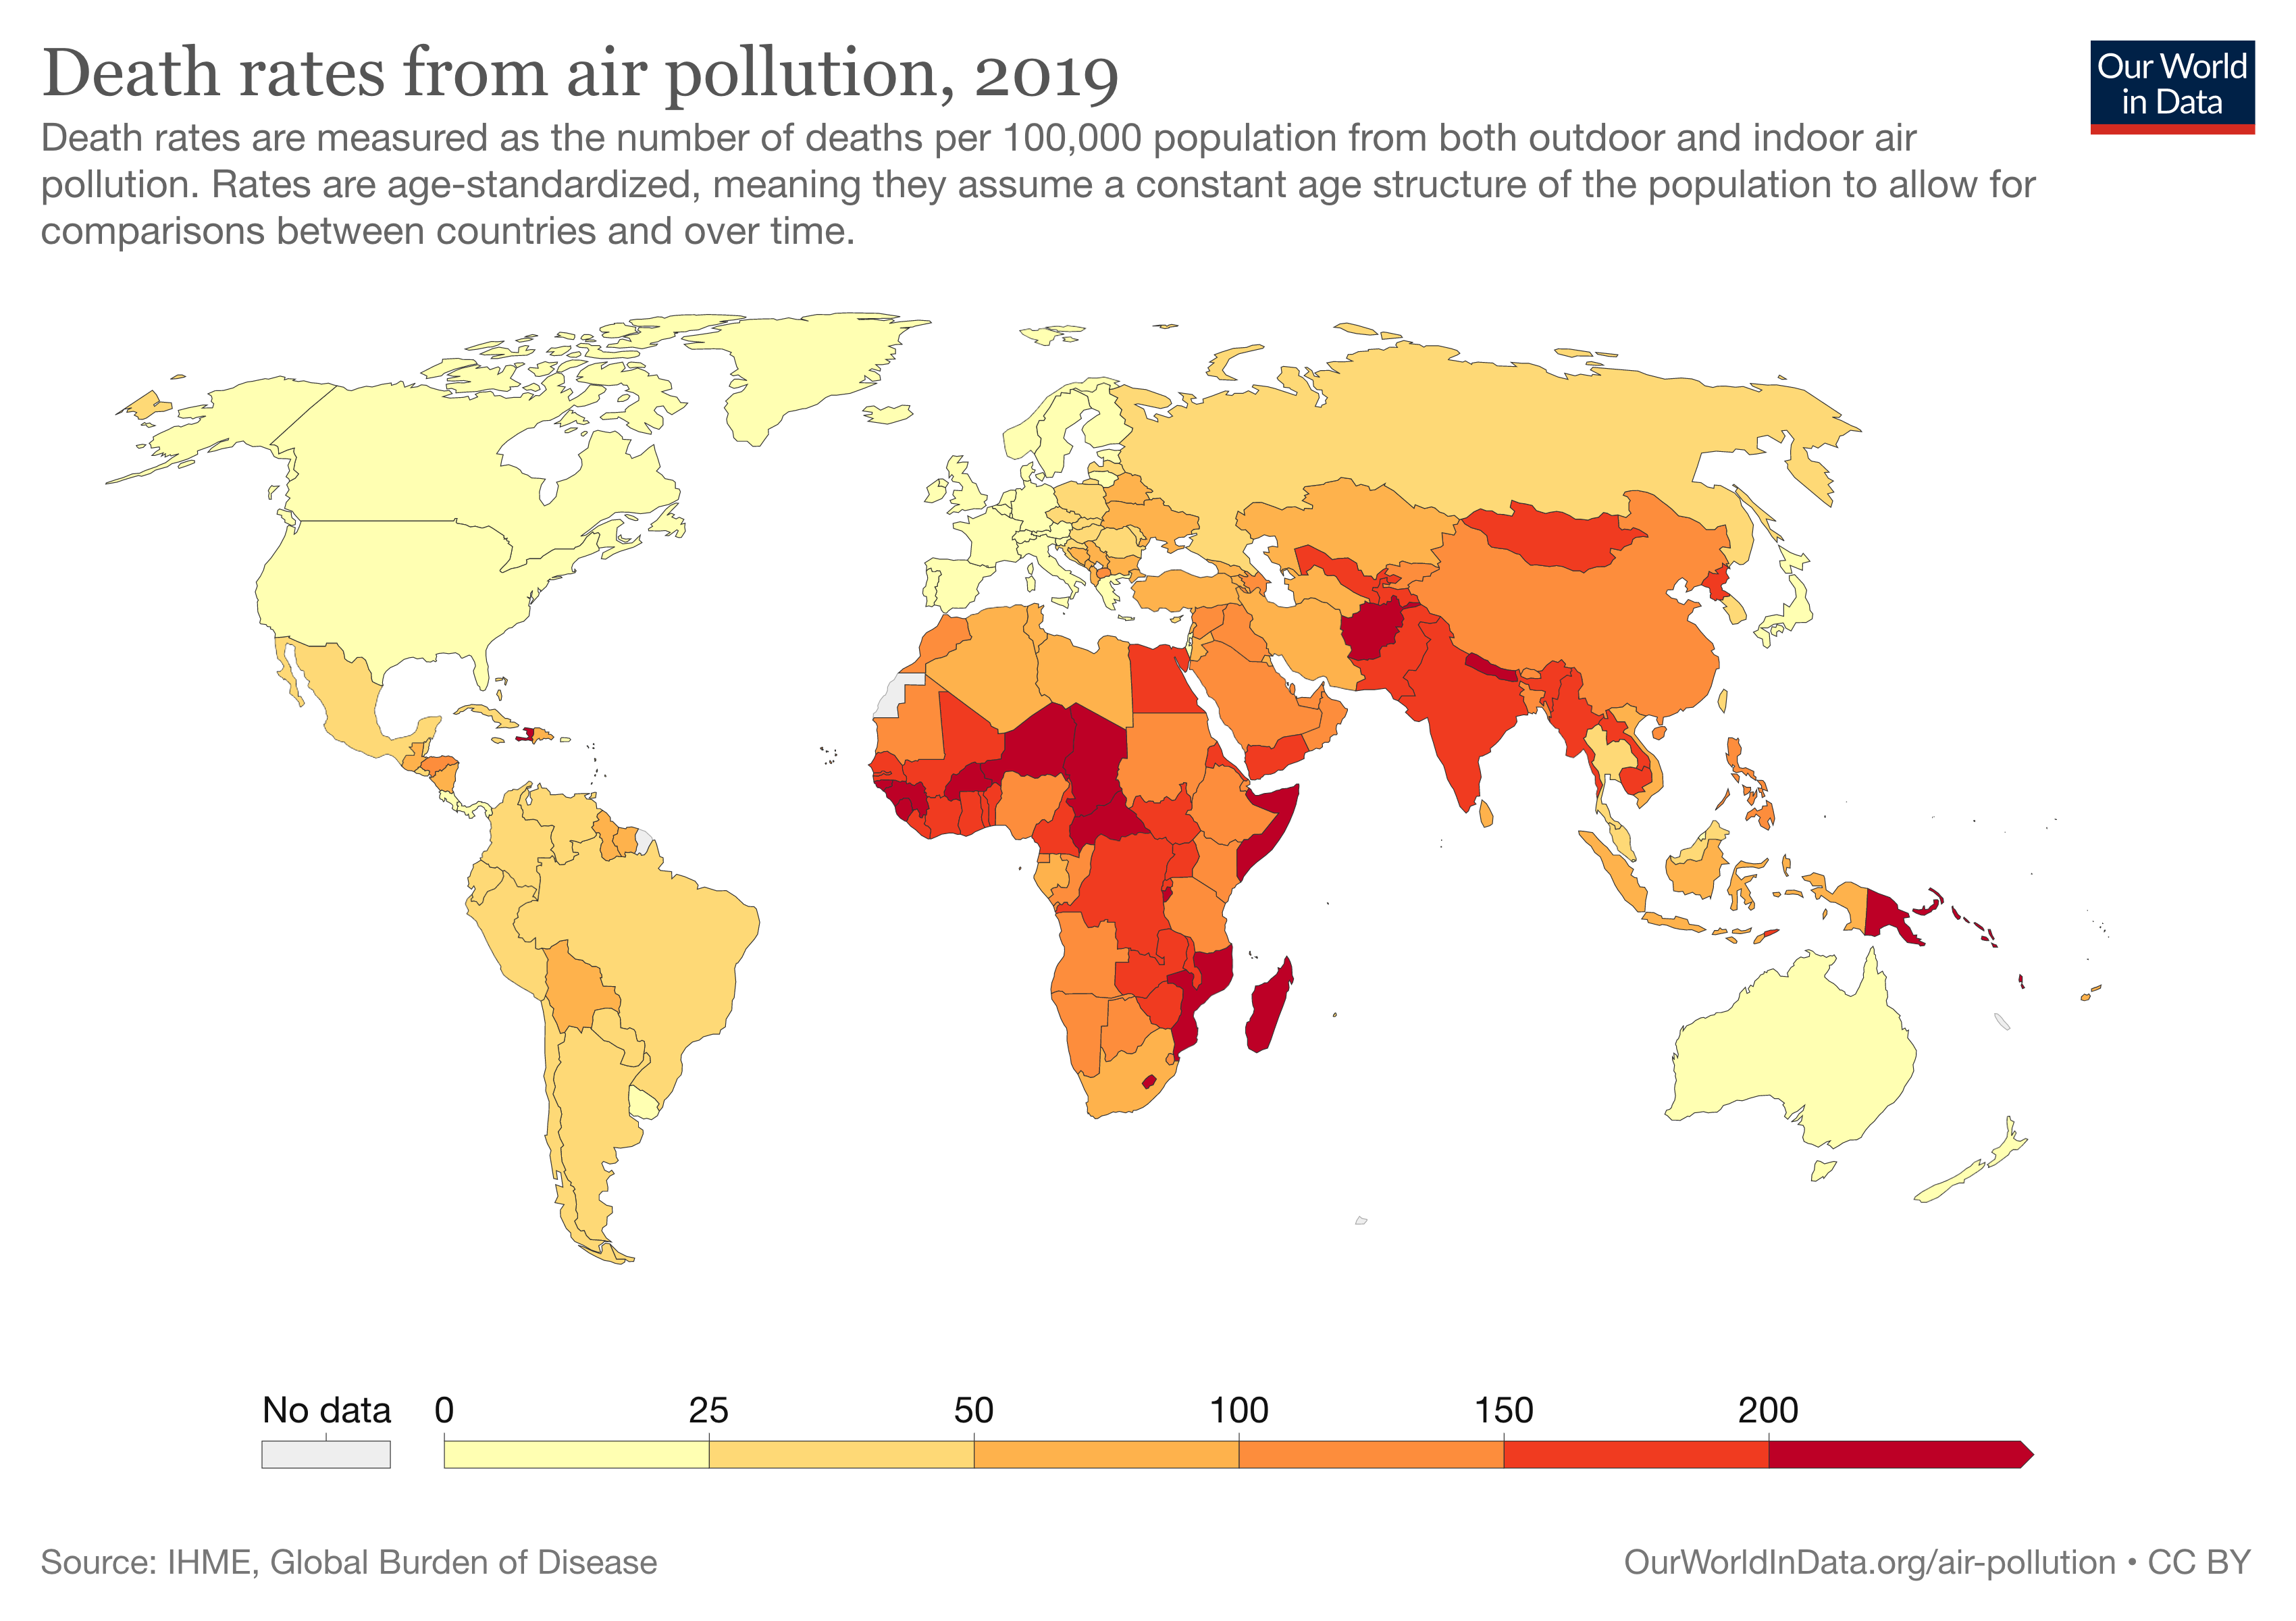 Death rates from air pollution, 2019
Our World
in Data
Death rates are measured as the number of deaths per 100,000 population from both outdoor and indoor air
pollution. Rates are age-standardized, meaning they assume a constant age structure of the population to allow for
comparisons between countries and over time.
No data 0 25 50 100 150 200
Source: IHME, Global Burden of Disease
OurWorldInData.org/air-pollution • CC BY